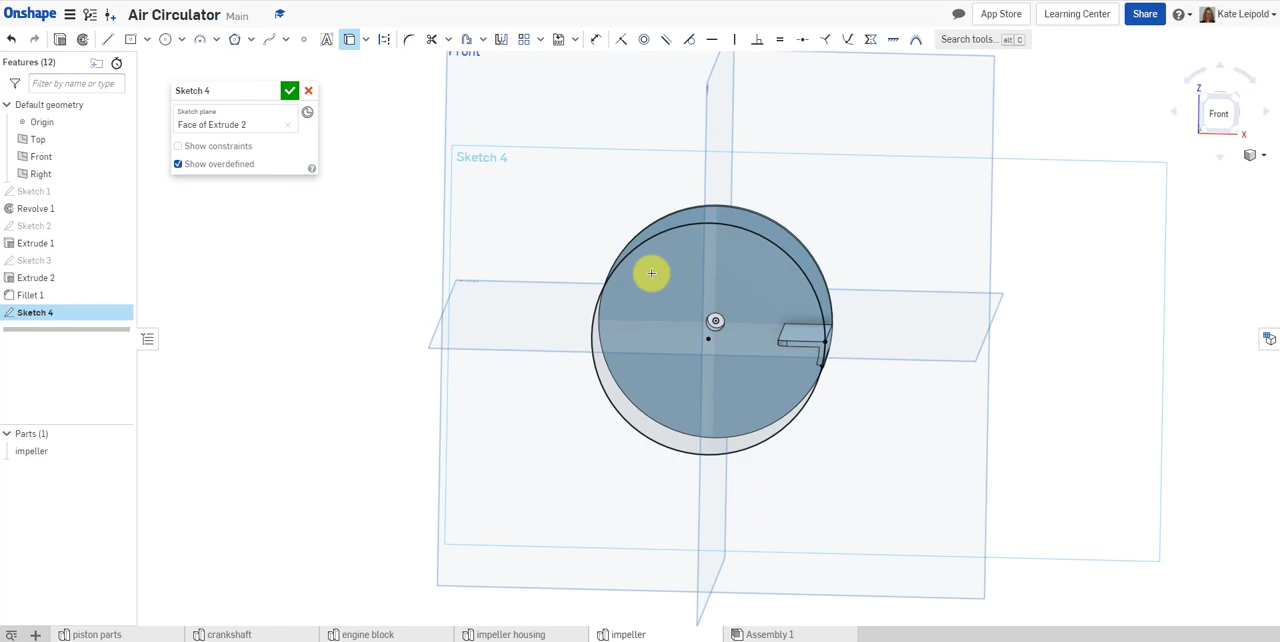 Onshape
Air Circulator Main
App Store
Learning Center
Share
Kate Leipold
Search tools... alt C
Features (12)
Filter by name or type
Default geometry
Origin
Top
Front
Right
Sketch 1
Revolve 1
Sketch 2
Extrude 1
Sketch 3
Extrude 2
Fillet 1
Sketch 4
Parts (1)
impeller
Sketch 4
Sketch plane
Face of Extrude 2
Show constraints
Show overdefined
Front
Sketch 4
Z
Front
X
piston parts
crankshaft
engine block
impeller housing
impeller
Assembly 1